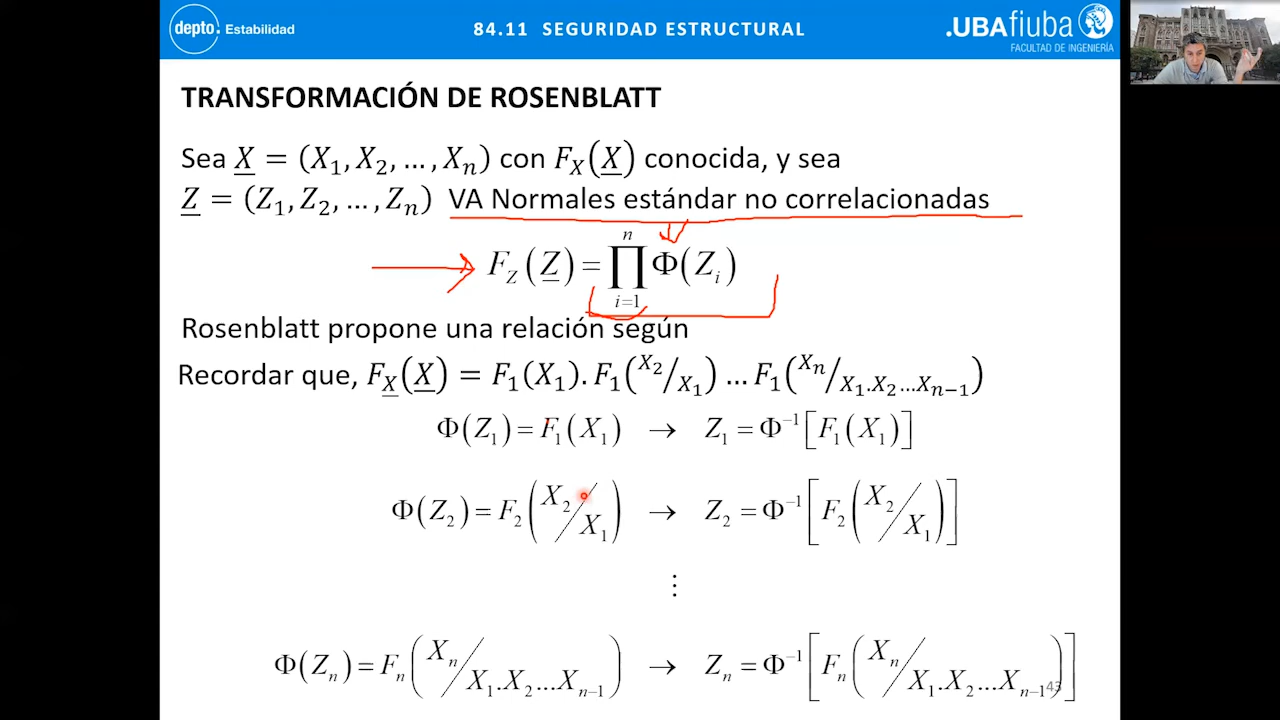 depto. Estabilidad
84.11 SEGURIDAD ESTRUCTURAL
.UBAfiuba
FACULTAD DE INGENIERÍA
TRANSFORMACIÓN DE ROSENBLATT
Sea X = (X₁, X₂, ..., Xₙ) con F_X(X) conocida, y sea
Z = (Z₁, Z₂, ..., Zₙ) VA Normales estándar no correlacionadas
F_Z(Z) = ∏_{i=1}^{n} Φ(Z_i)
Rosenblatt propone una relación según
Recordar que, F_X(X) = F₁(X₁). F₁(X₂/X₁) ... F₁(Xₙ/X₁.X₂...Xₙ₋₁)
Φ(Z₁) = F₁(X₁) → Z₁ = Φ⁻¹[F₁(X₁)]
Φ(Z₂) = F₂(X₂/X₁) → Z₂ = Φ⁻¹[F₂(X₂/X₁)]
⋮
Φ(Zₙ) = Fₙ(Xₙ/X₁.X₂...Xₙ₋₁) → Zₙ = Φ⁻¹[Fₙ(Xₙ/X₁.X₂...Xₙ₋₁)]
43